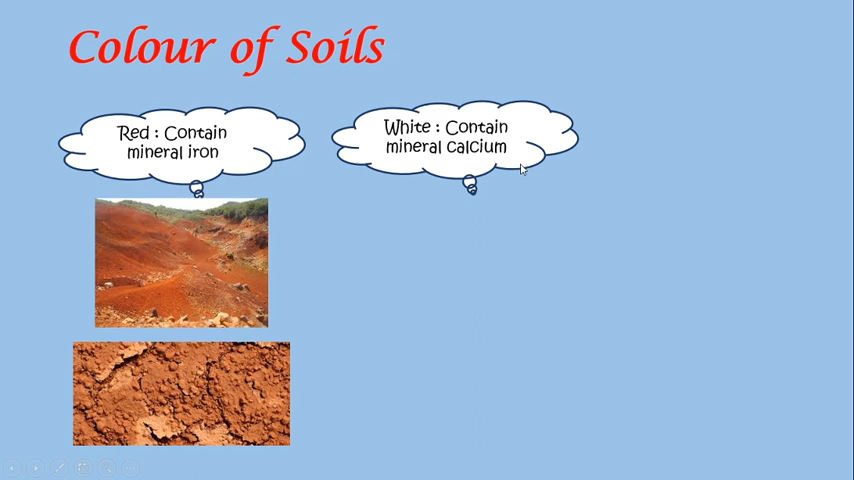 Colour of Soils
Red : Contain
mineral iron
White : Contain
mineral calcium